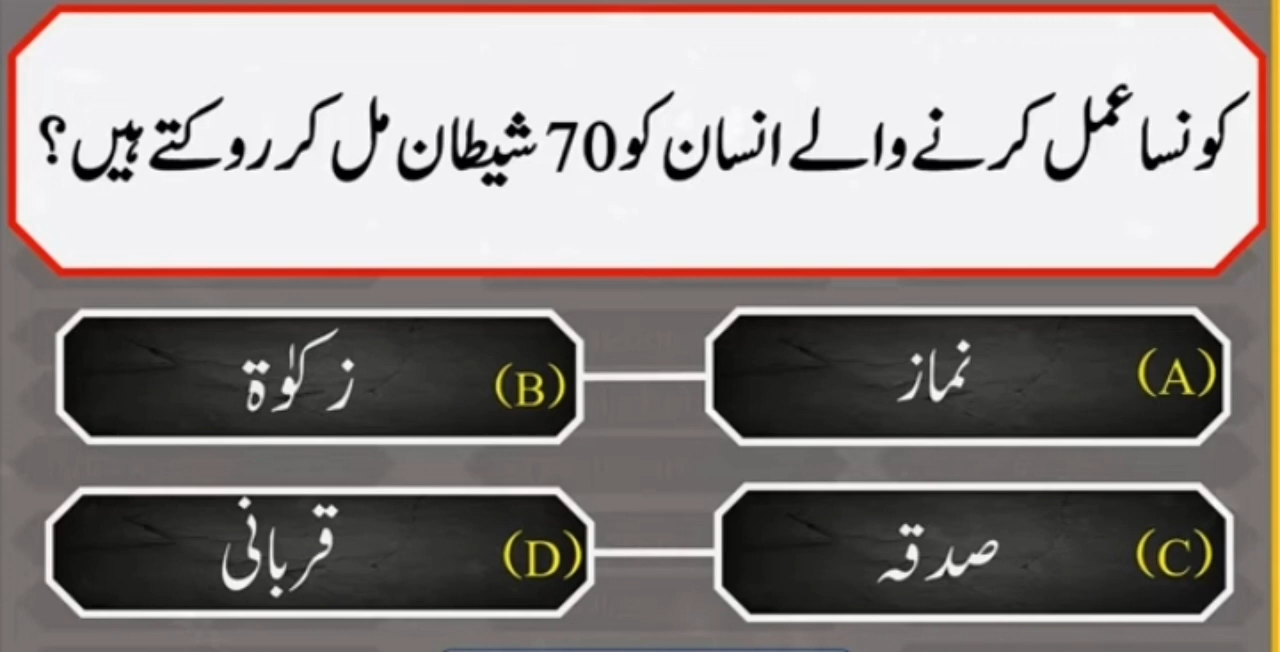 کونسا عمل کرنے والے انسان کو 70 شیطان مل کر روکتے ہیں؟
(A) نماز
(B) زکوٰۃ
(C) صدقہ
(D) قربانی